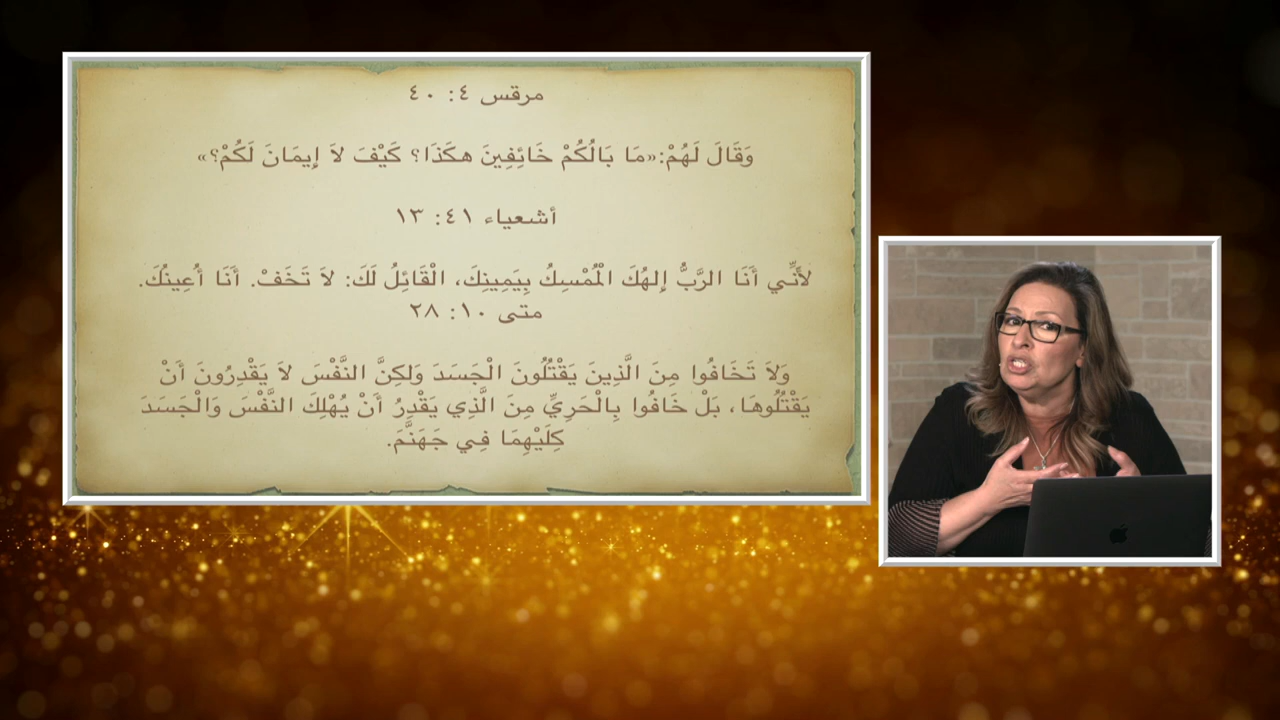 مرقس ٤: ٤٠
وَقَالَ لَهُمْ:«مَا بَالُكُمْ خَائِفِينَ هكَذَا؟ كَيْفَ لاَ إِيمَانَ لَكُمْ؟»
أشعياء ٤١: ١٣
لأَنِّي أَنَا الرَّبُّ إِلهُكَ الْمُمْسِكُ بِيَمِينِكَ، الْقَائِلُ لَكَ: لاَ تَخَفْ. أَنَا أُعِينُكَ.
متى ١٠: ٢٨
وَلاَ تَخَافُوا مِنَ الَّذِينَ يَقْتُلُونَ الْجَسَدَ وَلكِنَّ النَّفْسَ لاَ يَقْدِرُونَ أَنْ
يَقْتُلُوهَا، بَلْ خَافُوا بِالْحَرِيِّ مِنَ الَّذِي يَقْدِرُ أَنْ يُهْلِكَ النَّفْسَ وَالْجَسَدَ
كِلَيْهِمَا فِي جَهَنَّمَ.